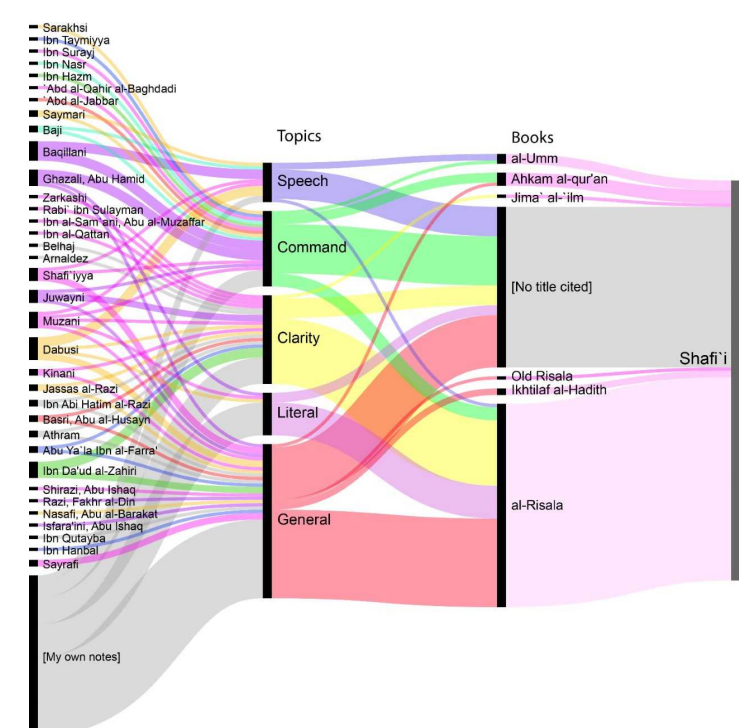 Sarakhsi
Ibn Taymiyya
Ibn Surayj
Ibn Nasr
Ibn Hazm
`Abd al-Qahir al-Baghdadi
`Abd al-Jabbar
Saymari
Baji
Baqillani
Ghazali, Abu Hamid
Zarkashi
Rabi` ibn Sulayman
Ibn al-Sam`ani, Abu al-Muzaffar
Ibn al-Qattan
Belhaj
Arnaldez
Shafi`iyya
Juwayni
Muzani
Dabusi
Kinani
Jassas al-Razi
Ibn Abi Hatim al-Razi
Basri, Abu al-Husayn
Athram
Abu Ya`la Ibn al-Farra'
Ibn Da'ud al-Zahiri
Shirazi, Abu Ishaq
Razi, Fakhr al-Din
Nasafi, Abu al-Barakat
Isfara'ini, Abu Ishaq
Ibn Qutayba
Ibn Hanbal
Sayrafi
[My own notes]
Topics
Speech
Command
Clarity
Literal
General
Books
al-Umm
Ahkam al-qur'an
Jima` al-`ilm
[No title cited]
Old Risala
Ikhtilaf al-Hadith
al-Risala
Shafi`i